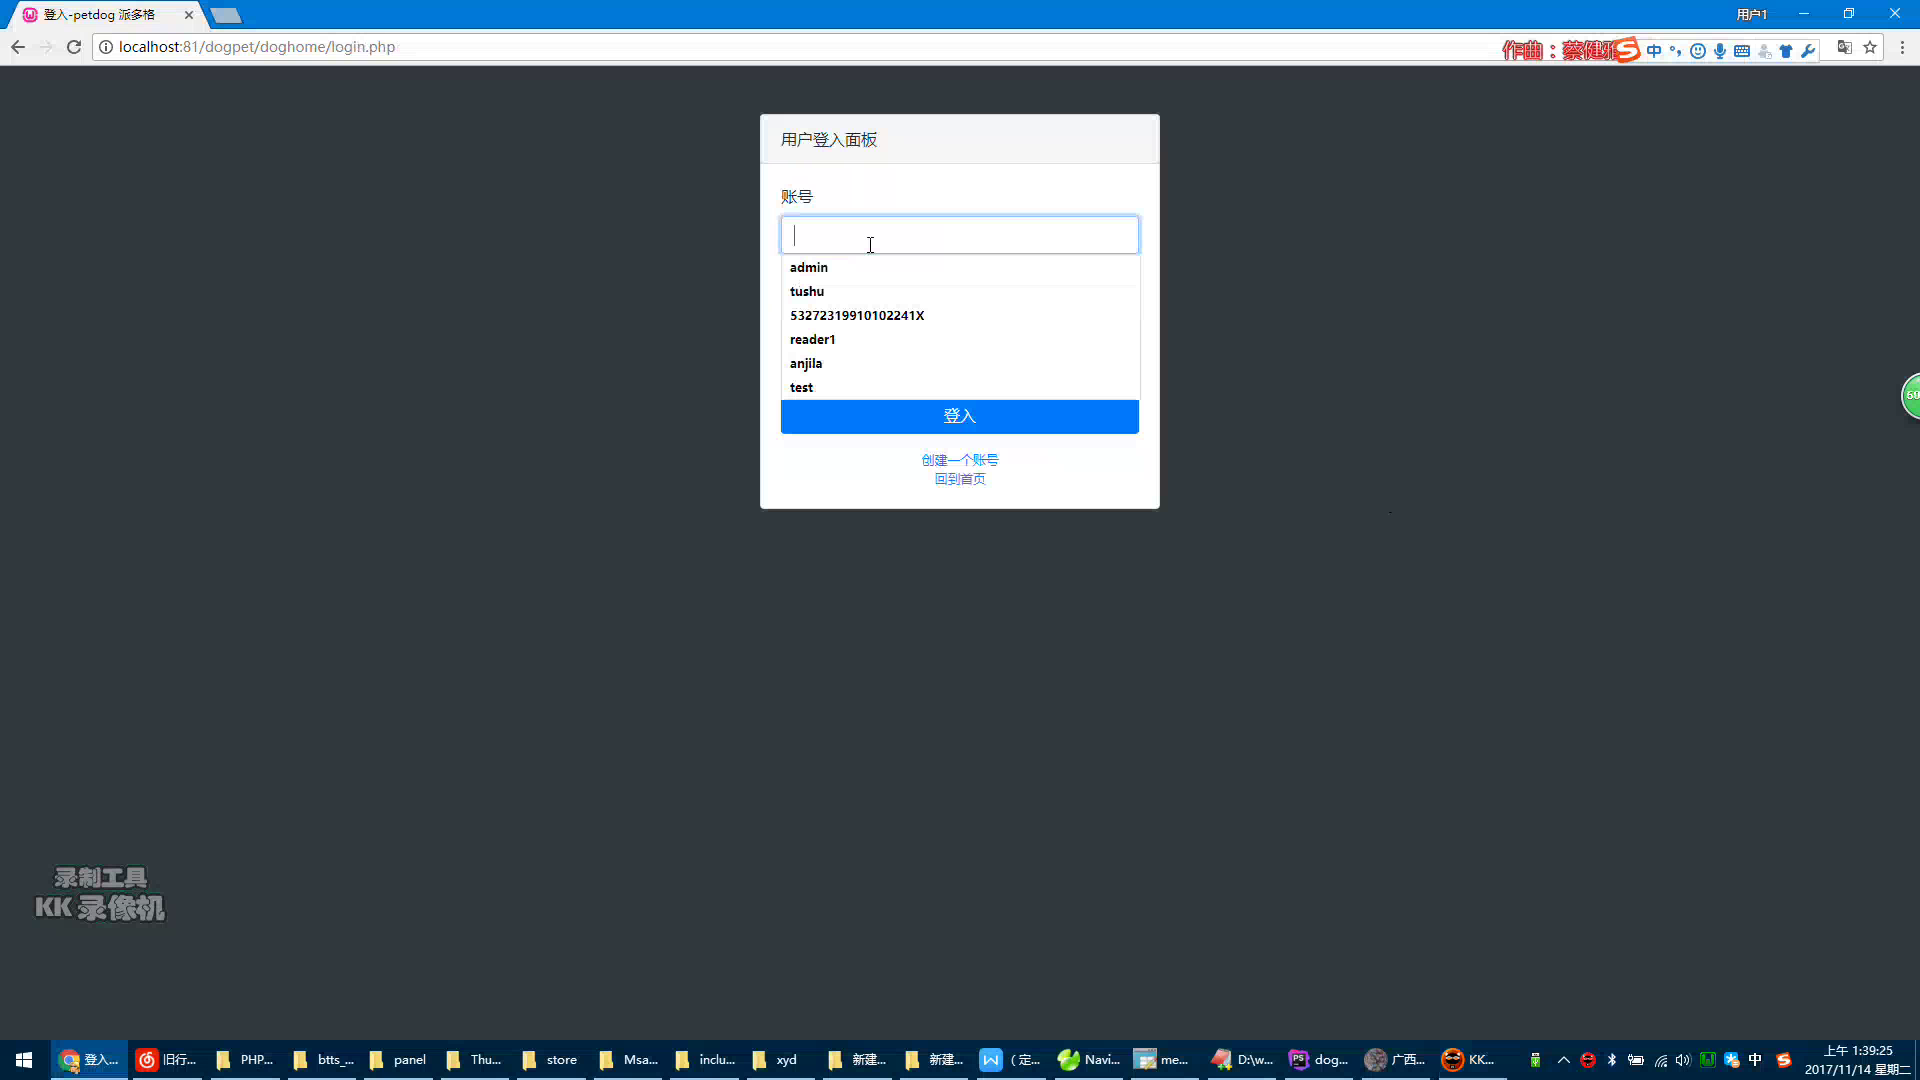 登入-petdog 派多格
用户1
localhost:81/dogpet/doghome/login.php
作曲：蔡健雅
中
用户登入面板
账号
admin
tushu
53272319910102241X
reader1
anjila
test
登入
创建一个账号
回到首页
60
录制工具
KK 录像机
登入...
旧行...
PHP...
btts_...
panel
Thu...
store
Msa...
inclu...
xyd
新建...
新建...
（定...
Navi...
me...
D:\w...
dog...
广西...
KK...
中
上午 1:39:25
2017/11/14 星期二